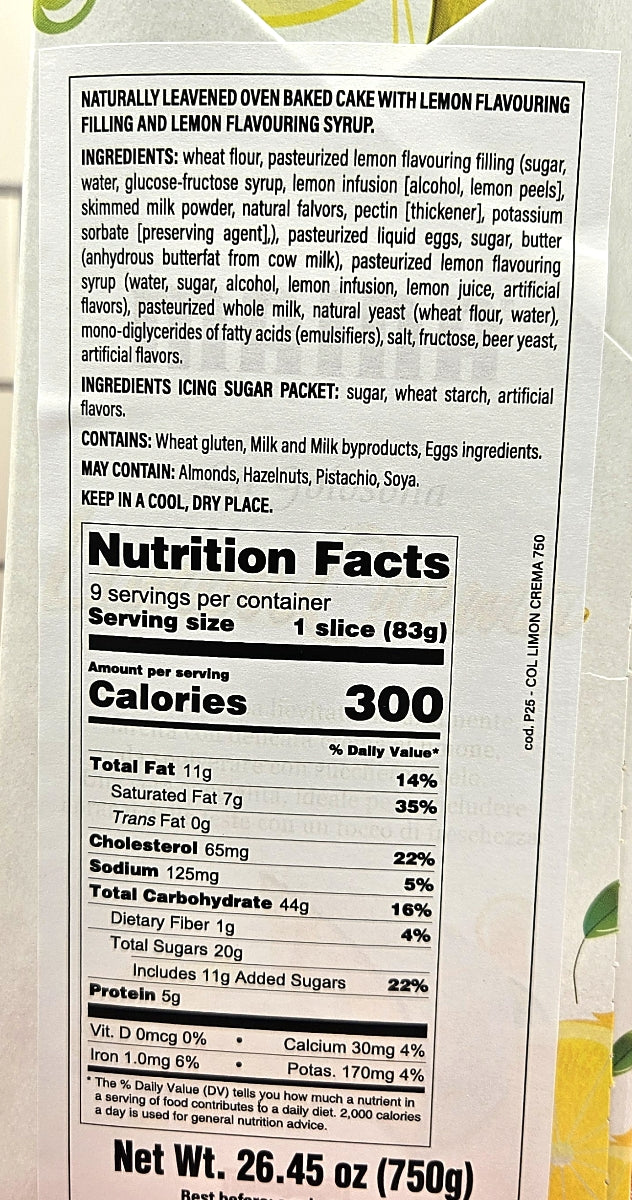 NATURALLY LEAVENED OVEN BAKED CAKE WITH LEMON FLAVOURING
FILLING AND LEMON FLAVOURING SYRUP.
INGREDIENTS: wheat flour, pasteurized lemon flavouring filling (sugar,
water, glucose-fructose syrup, lemon infusion [alcohol, lemon peels],
skimmed milk powder, natural falvors, pectin [thickener], potassium
sorbate [preserving agent],), pasteurized liquid eggs, sugar, butter
(anhydrous butterfat from cow milk), pasteurized lemon flavouring
syrup (water, sugar, alcohol, lemon infusion, lemon juice, artificial
flavors), pasteurized whole milk, natural yeast (wheat flour, water),
mono-diglycerides of fatty acids (emulsifiers), salt, fructose, beer yeast,
artificial flavors.
INGREDIENTS ICING SUGAR PACKET: sugar, wheat starch, artificial
flavors.
CONTAINS: Wheat gluten, Milk and Milk byproducts, Eggs ingredients.
MAY CONTAIN: Almonds, Hazelnuts, Pistachio, Soya.
KEEP IN A COOL, DRY PLACE.
Nutrition Facts
9 servings per container
Serving size 1 slice (83g)
Amount per serving
Calories 300
% Daily Value*
Total Fat 11g 14%
Saturated Fat 7g 35%
Trans Fat 0g
Cholesterol 65mg 22%
Sodium 125mg 5%
Total Carbohydrate 44g 16%
Dietary Fiber 1g 4%
Total Sugars 20g
Includes 11g Added Sugars 22%
Protein 5g
Vit. D 0mcg 0% • Calcium 30mg 4%
Iron 1.0mg 6% • Potas. 170mg 4%
* The % Daily Value (DV) tells you how much a nutrient in
a serving of food contributes to a daily diet. 2,000 calories
a day is used for general nutrition advice.
Net Wt. 26.45 oz (750g)
Best before
cod. P25 - COL LIMON CREMA 750